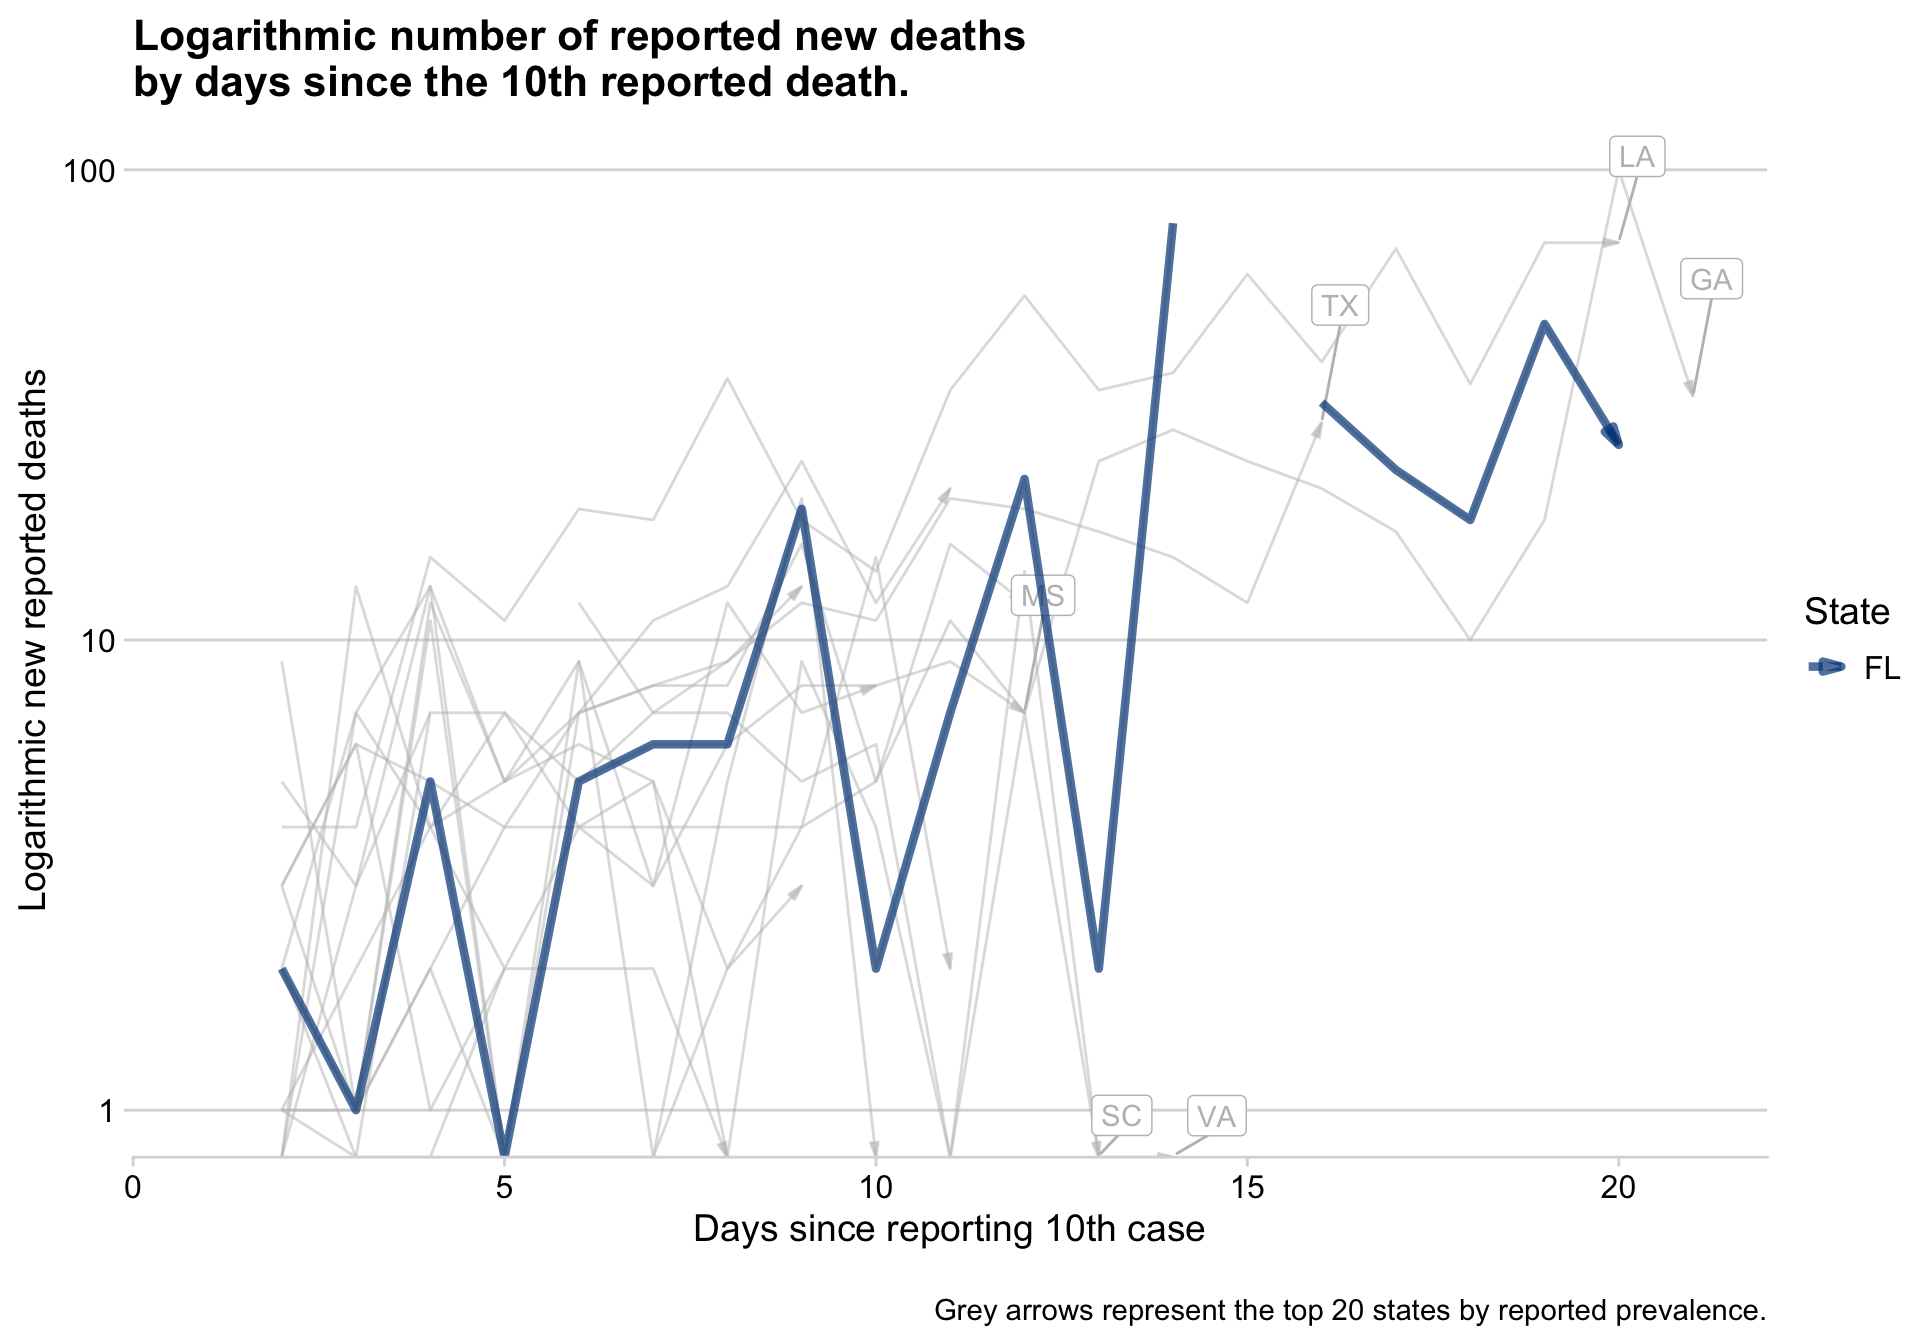 Logarithmic number of reported new deaths
by days since the 10th reported death.
Logarithmic new reported deaths
100
10
1
LA
GA
TX
MS
SC
VA
State
FL
0 5 10 15 20
Days since reporting 10th case
Grey arrows represent the top 20 states by reported prevalence.